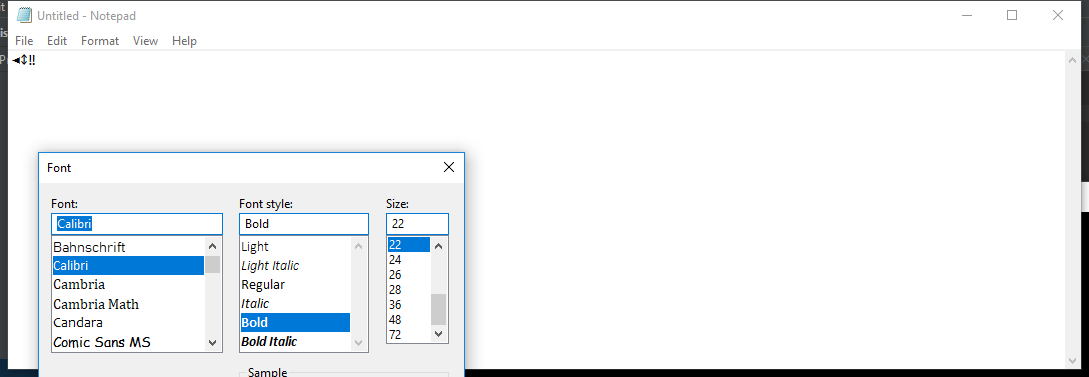 Untitled - Notepad
File Edit Format View Help
◄↕‼
Font
Font: Font style: Size:
Calibri Bold 22
Bahnschrift Light 22
Calibri Light Italic 24
Cambria Regular 26
Cambria Math Italic 28
Candara Bold 36
Comic Sans MS Bold Italic 48
72
Sample